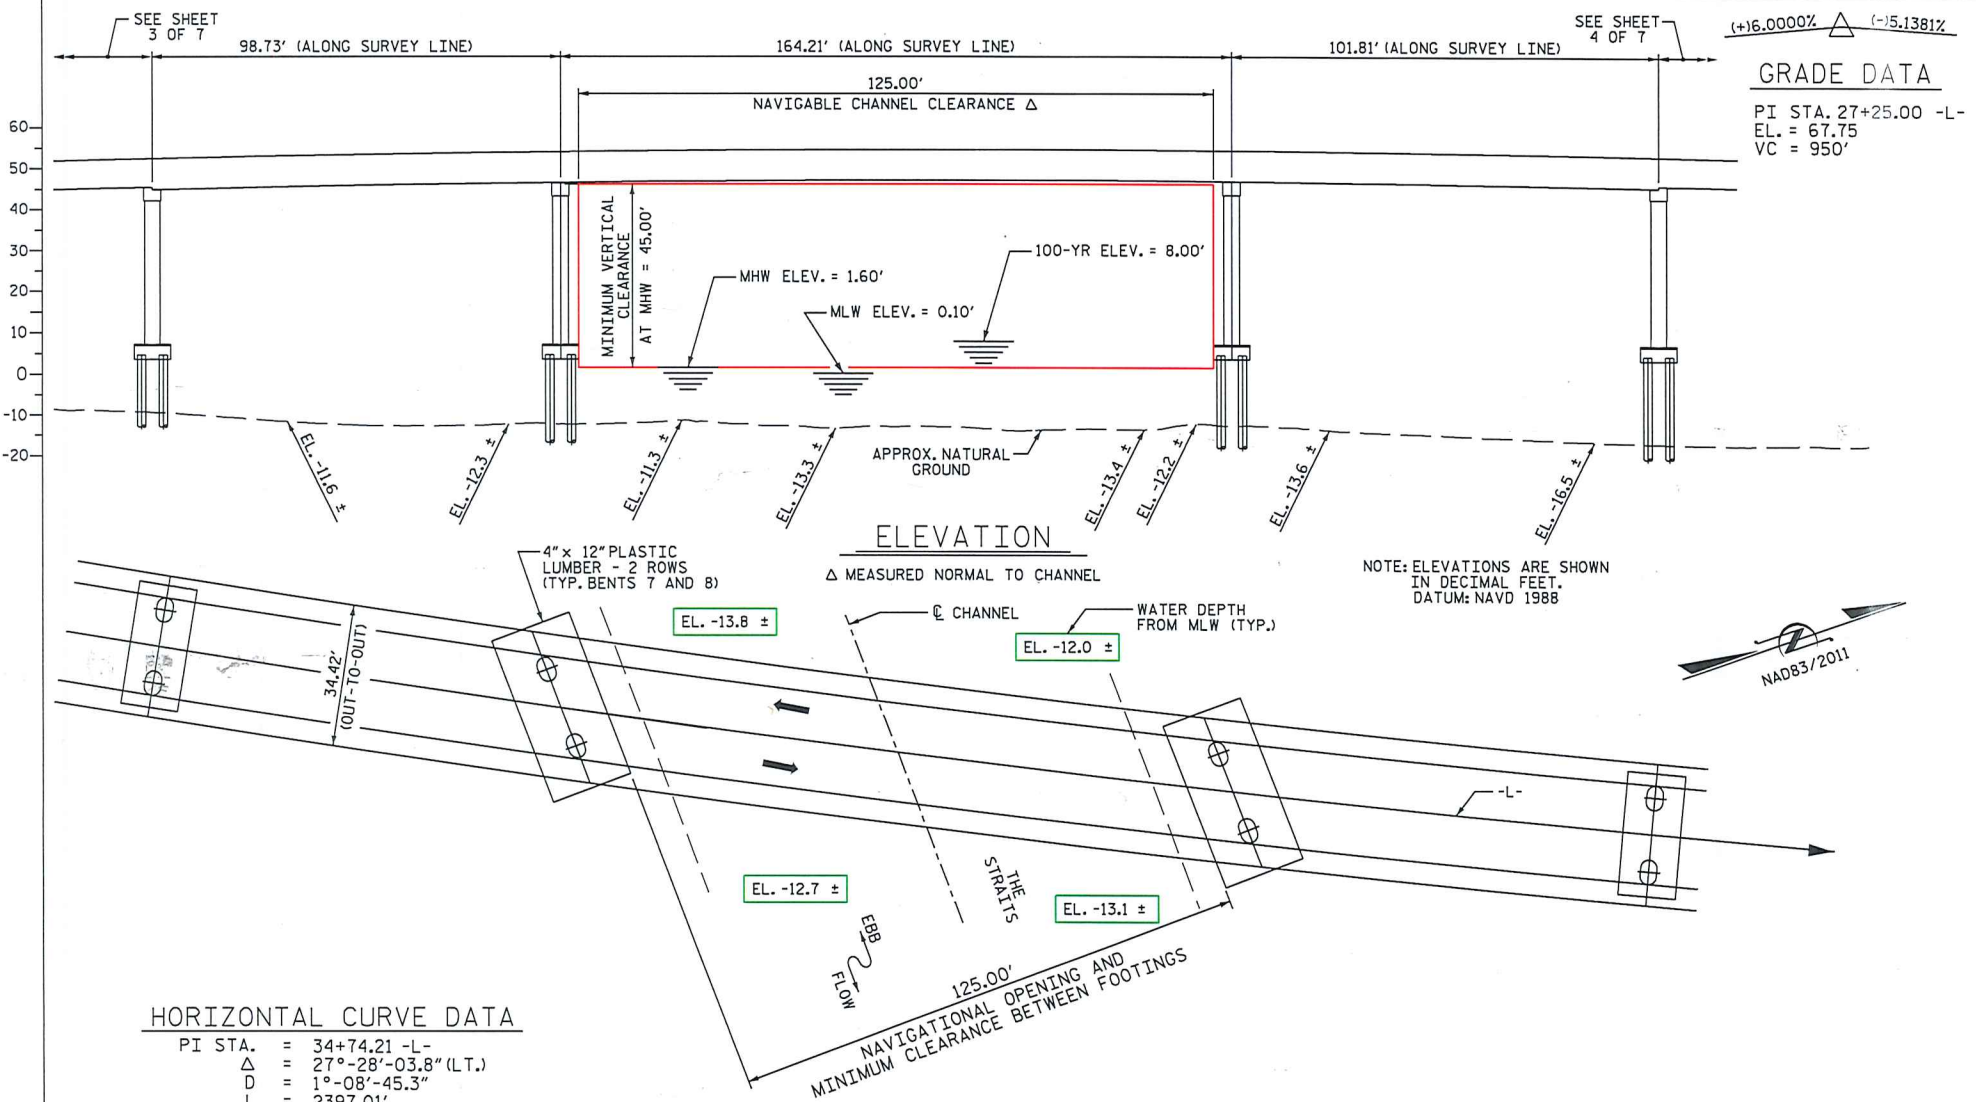 SEE SHEET
3 OF 7
98.73' (ALONG SURVEY LINE)
164.21' (ALONG SURVEY LINE)
101.81' (ALONG SURVEY LINE)
SEE SHEET
4 OF 7
(+)6.0000% △ (-)5.1381%
GRADE DATA
PI STA. 27+25.00 -L-
EL. = 67.75
VC = 950'
125.00'
NAVIGABLE CHANNEL CLEARANCE △
60
50
40
30
20
10
0
-10
-20
MINIMUM VERTICAL
CLEARANCE
AT MHW = 45.00'
MHW ELEV. = 1.60'
MLW ELEV. = 0.10'
100-YR ELEV. = 8.00'
EL. -11.6 ±
EL. -12.3 ±
EL. -11.3 ±
EL. -13.3 ±
APPROX. NATURAL
GROUND
EL. -13.4 ±
EL. -12.2 ±
EL. -13.6 ±
EL. -16.5 ±
ELEVATION
△ MEASURED NORMAL TO CHANNEL
NOTE: ELEVATIONS ARE SHOWN
IN DECIMAL FEET.
DATUM: NAVD 1988
4" x 12" PLASTIC
LUMBER - 2 ROWS
(TYP. BENTS 7 AND 8)
34.42'
(OUT-TO-OUT)
EL. -13.8 ±
℄ CHANNEL
WATER DEPTH
FROM MLW (TYP.)
EL. -12.0 ±
NAD83/2011
-L-
EL. -12.7 ±
THE
STRAITS
EL. -13.1 ±
EBB
FLOW
125.00'
NAVIGATIONAL OPENING AND
MINIMUM CLEARANCE BETWEEN FOOTINGS
HORIZONTAL CURVE DATA
PI STA. = 34+74.21 -L-
△ = 27°-28'-03.8" (LT.)
D = 1°-08'-45.3"
L = 2397.01'